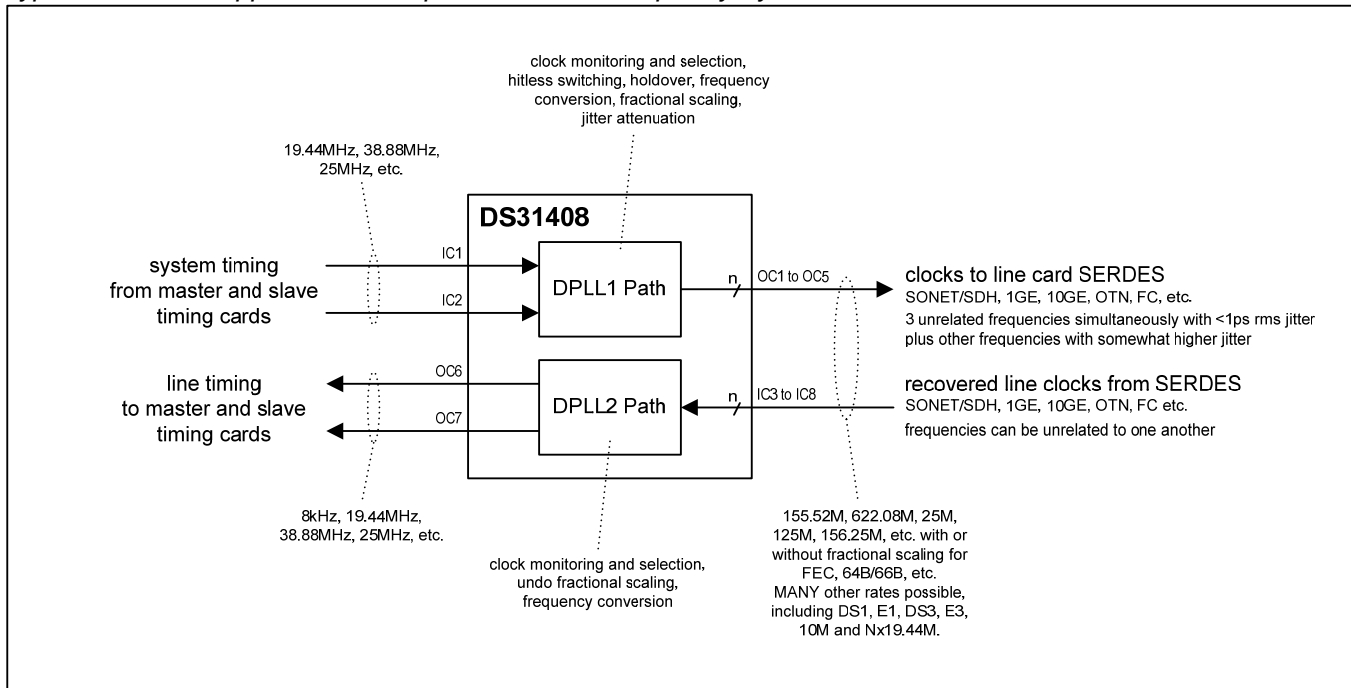 clock monitoring and selection,
hitless switching, holdover, frequency
conversion, fractional scaling,
jitter attenuation
19.44MHz, 38.88MHz,
25MHz, etc.
DS31408
system timing
from master and slave
timing cards
IC1
IC2
DPLL1 Path
n
OC1 to OC5
clocks to line card SERDES
SONET/SDH, 1GE, 10GE, OTN, FC, etc.
3 unrelated frequencies simultaneously with <1ps rms jitter
plus other frequencies with somewhat higher jitter
line timing
to master and slave
timing cards
OC6
OC7
DPLL2 Path
n
IC3 to IC8
recovered line clocks from SERDES
SONET/SDH, 1GE, 10GE, OTN, FC etc.
frequencies can be unrelated to one another
8kHz, 19.44MHz,
38.88MHz, 25MHz, etc.
clock monitoring and selection,
undo fractional scaling,
frequency conversion
155.52M, 622.08M, 25M,
125M, 156.25M, etc. with or
without fractional scaling for
FEC, 64B/66B, etc.
MANY other rates possible,
including DS1, E1, DS3, E3,
10M and Nx19.44M.